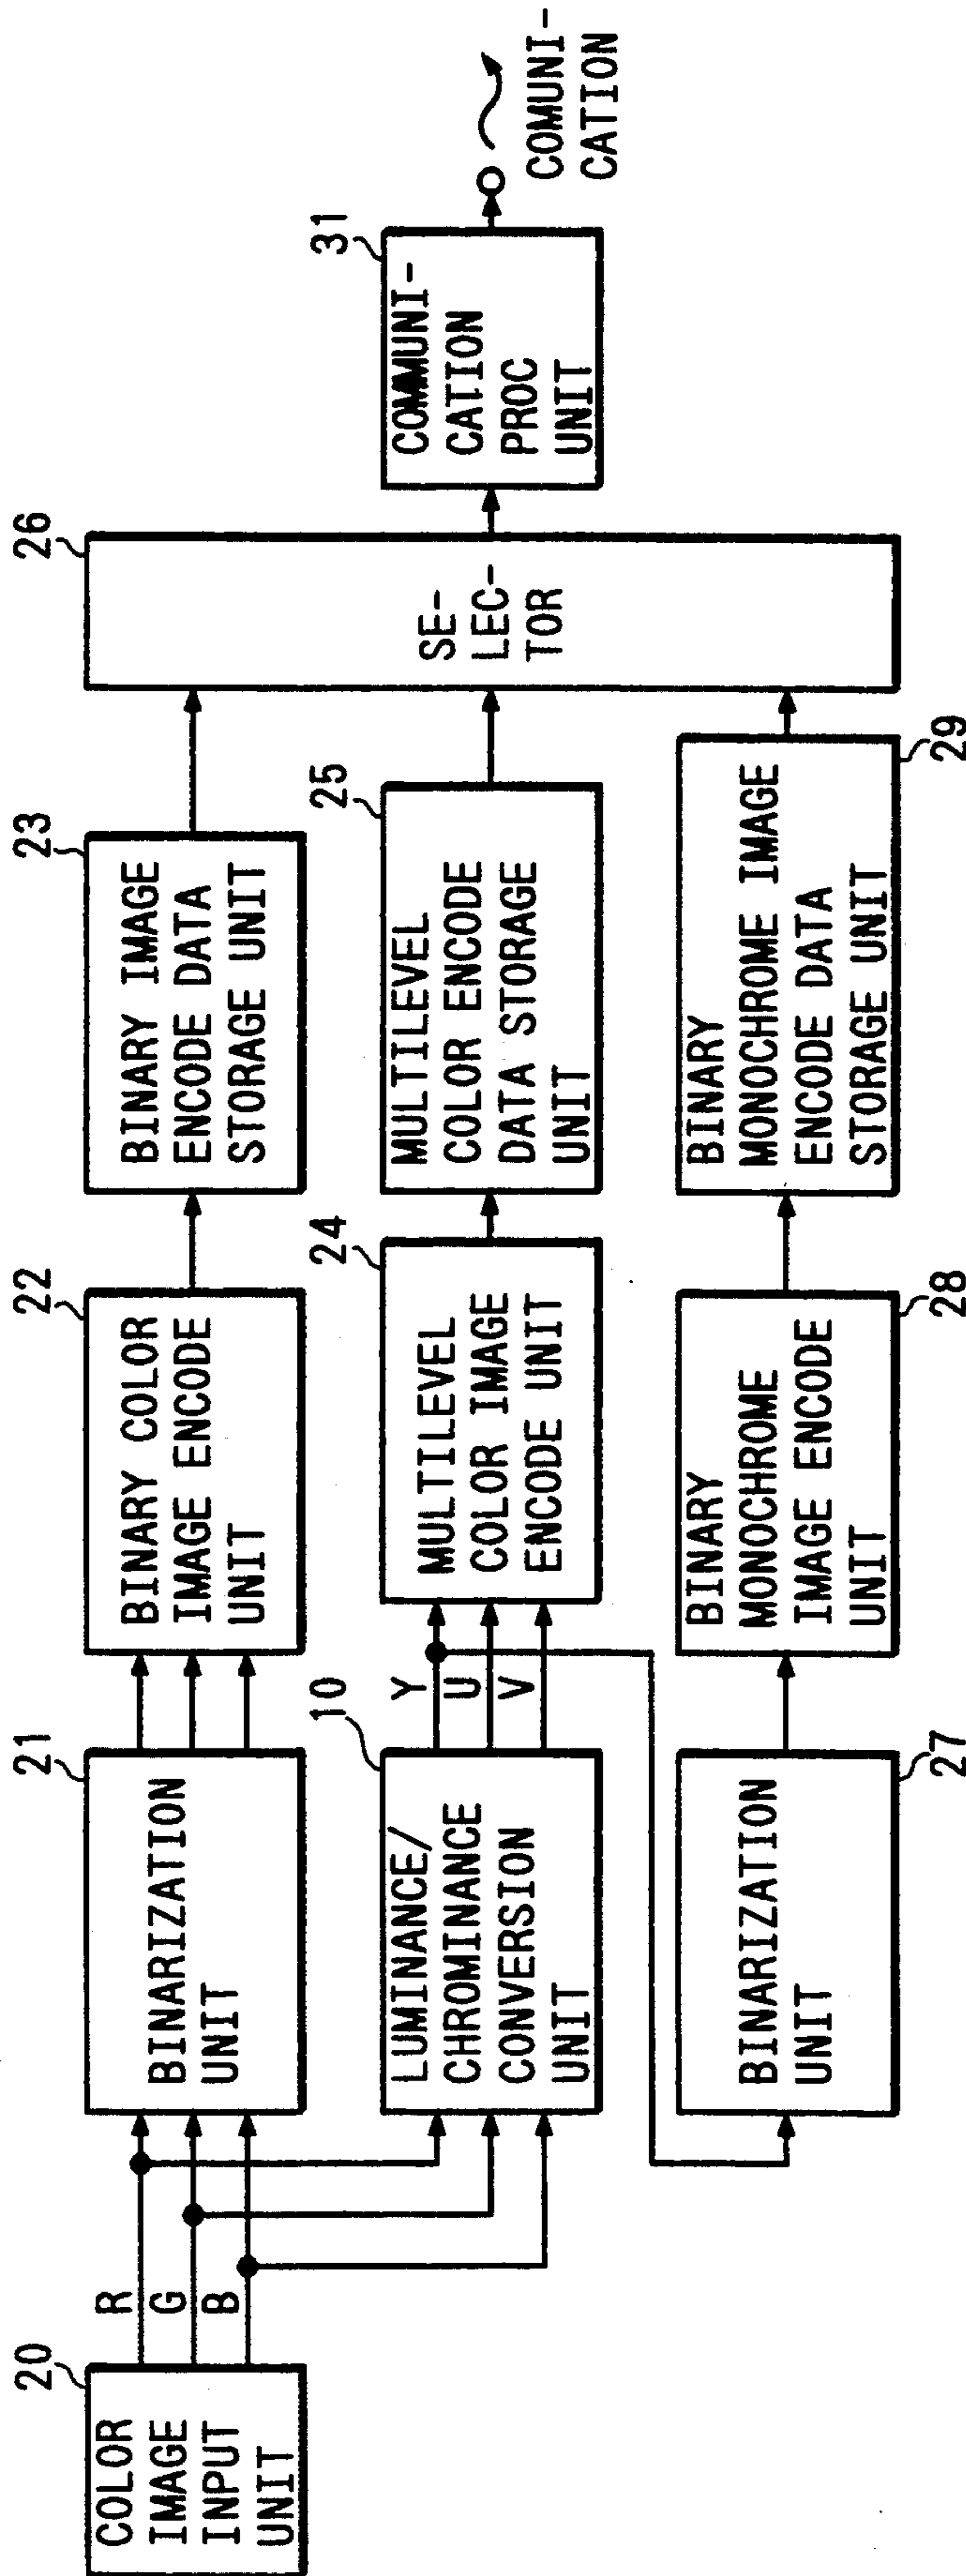 20
COLOR
IMAGE
INPUT
UNIT
R
G
B
21
BINARIZATION
UNIT
22
BINARY COLOR
IMAGE ENCODE
UNIT
23
BINARY IMAGE
ENCODE DATA
STORAGE UNIT
10
LUMINANCE/
CHROMINANCE
CONVERSION
UNIT
Y
U
V
24
MULTILEVEL
COLOR IMAGE
ENCODE UNIT
25
MULTILEVEL
COLOR ENCODE
DATA STORAGE
UNIT
BINARIZATION
UNIT
27
BINARY
MONOCHROME
IMAGE ENCODE
UNIT
28
BINARY
MONOCHROME IMAGE
ENCODE DATA
STORAGE UNIT
29
26
SE-
LEC-
TOR
31
COMMUNI-
CATION
PROC
UNIT
COMUNI-
CATION